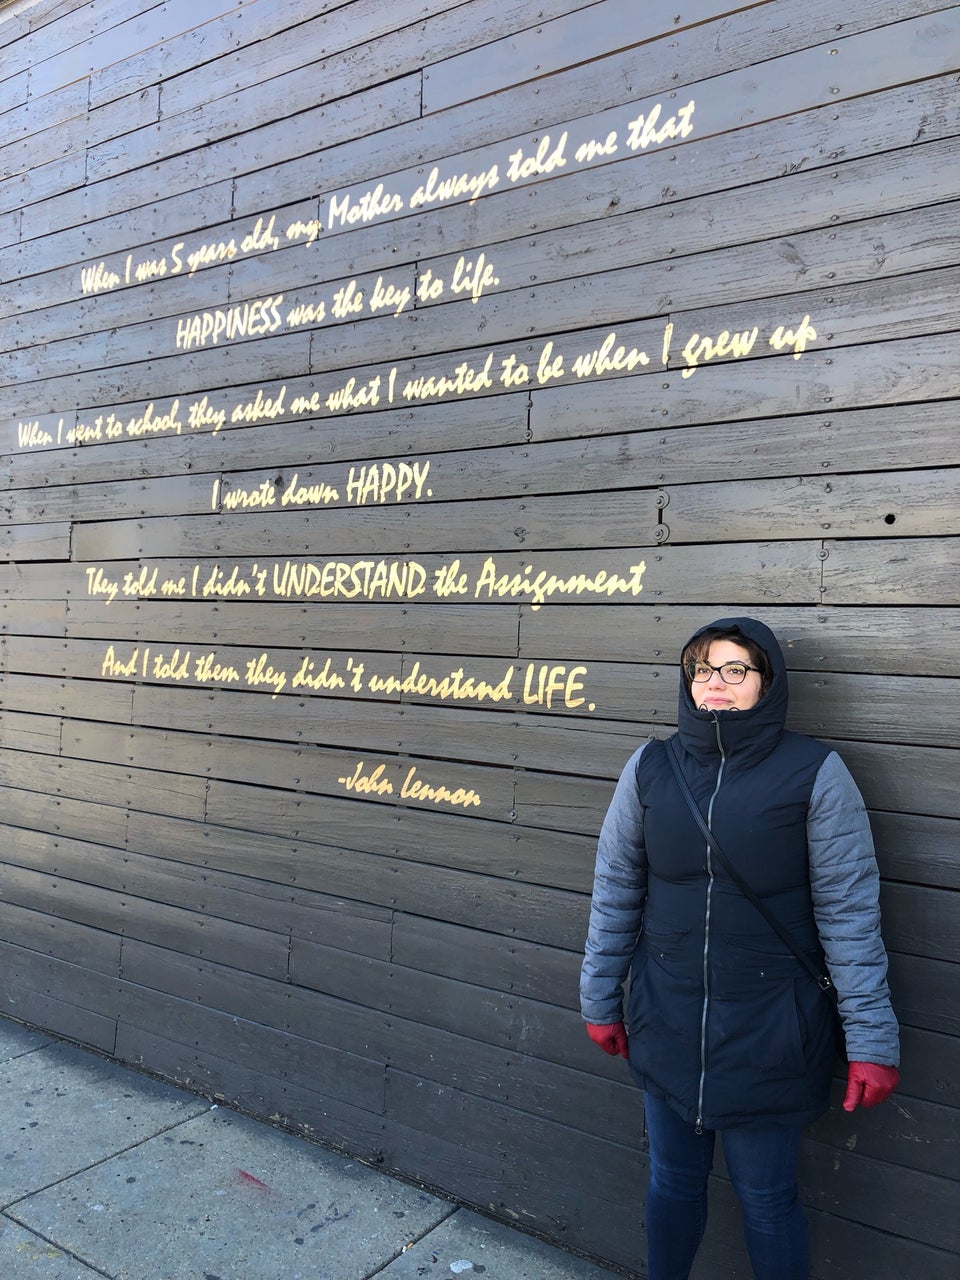 When I was 5 years old, my Mother always told me that
HAPPINESS was the key to life.
When I went to school, they asked me what I wanted to be when I grew up
I wrote down HAPPY.
They told me I didn't UNDERSTAND the Assignment
And I told them they didn't understand LIFE.
-John Lennon